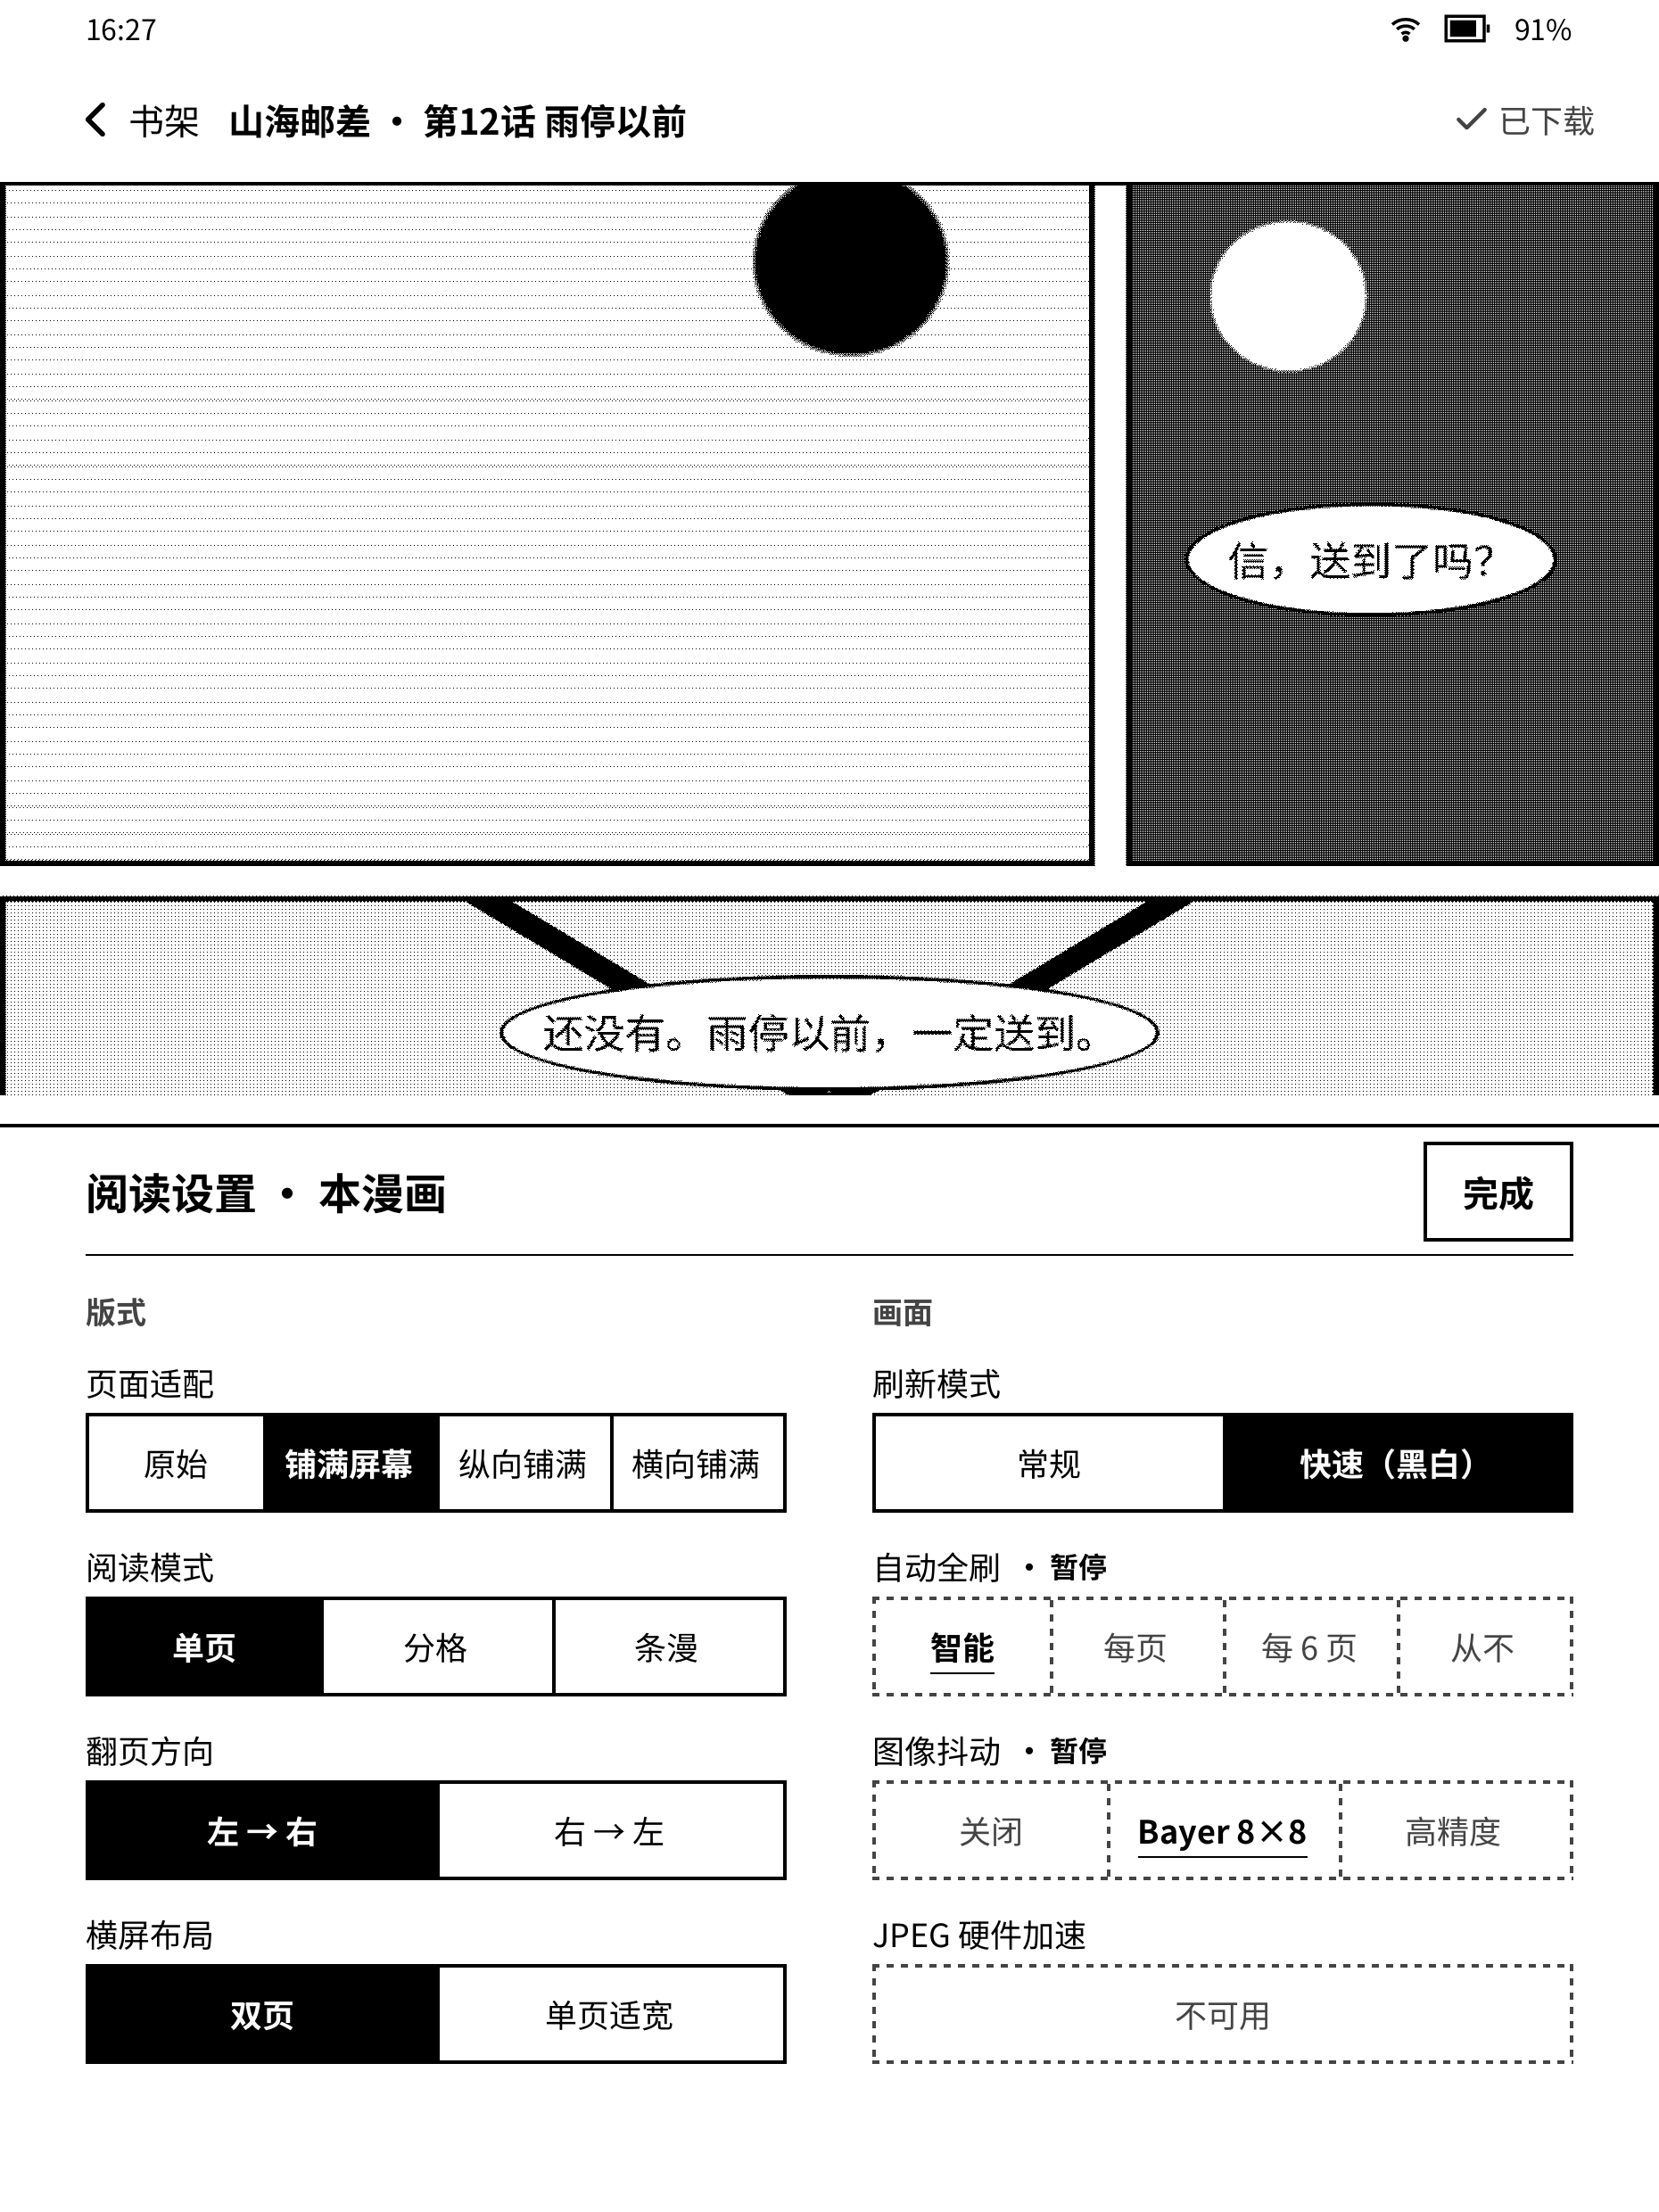 16:27 91%
书架 山海邮差 · 第12话 雨停以前 已下载
信，送到了吗？
还没有。雨停以前，一定送到。
阅读设置 · 本漫画 完成
版式
页面适配
原始 铺满屏幕 纵向铺满 横向铺满
阅读模式
单页 分格 条漫
翻页方向
左 → 右 右 → 左
横屏布局
双页 单页适宽
画面
刷新模式
常规 快速（黑白）
自动全刷 · 暂停
智能 每页 每 6 页 从不
图像抖动 · 暂停
关闭 Bayer 8×8 高精度
JPEG 硬件加速
不可用